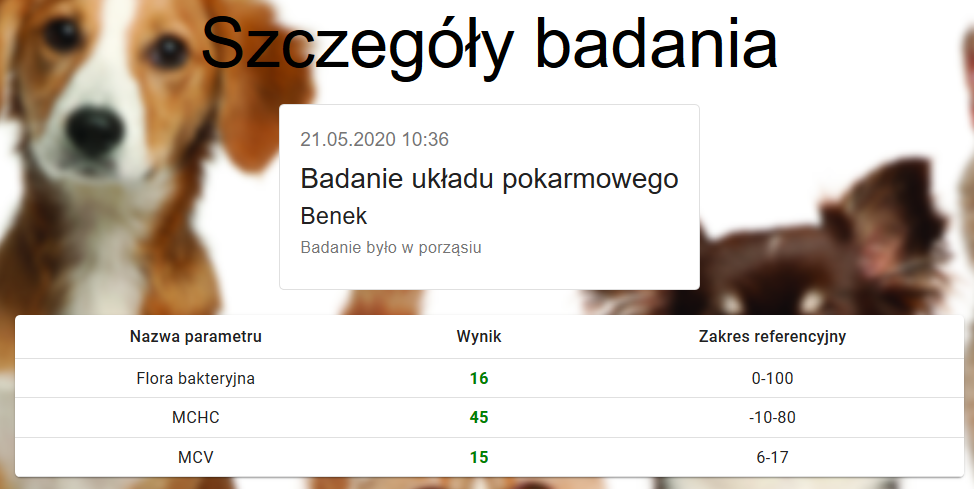 Szczegóły badania
21.05.2020 10:36
Badanie układu pokarmowego
Benek
Badanie było w porząsiu
Nazwa parametru Wynik Zakres referencyjny
Flora bakteryjna 16 0-100
MCHC 45 -10-80
MCV 15 6-17